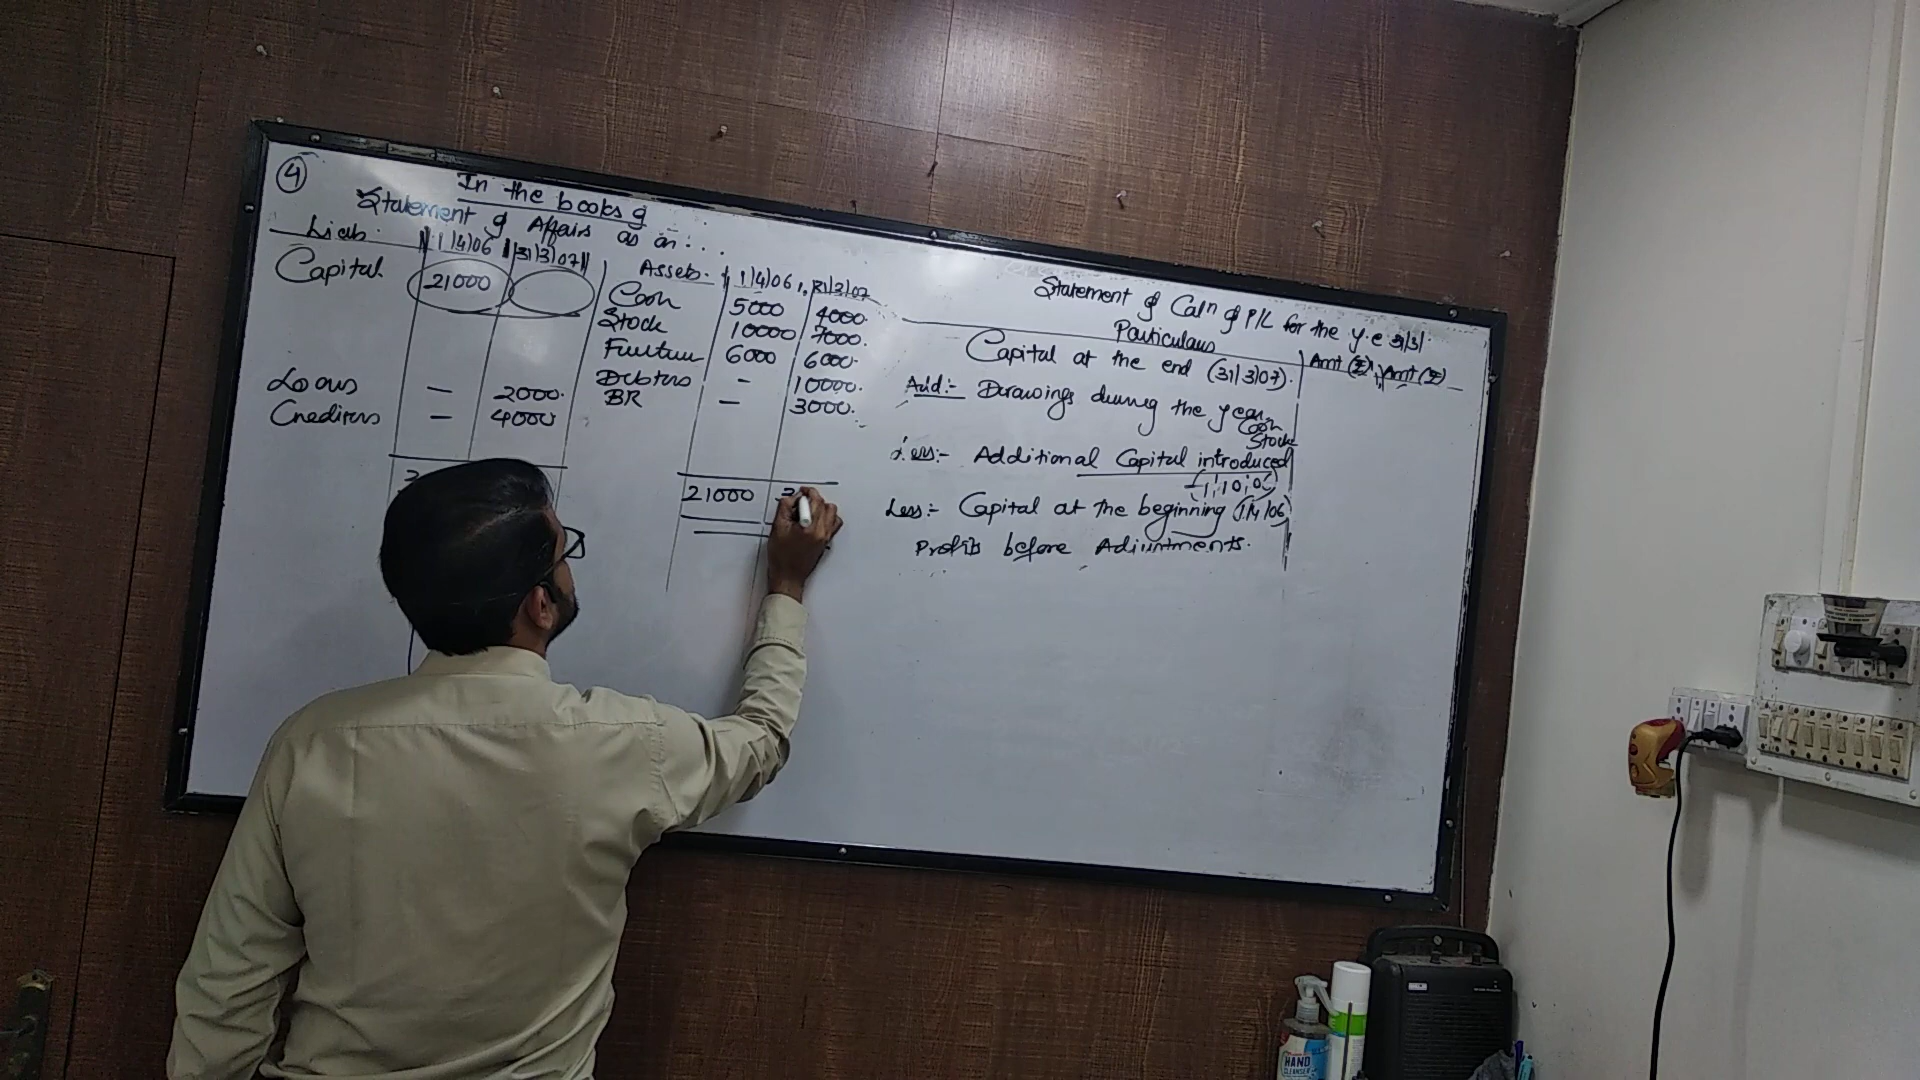 4
In the books of
Statement of Affairs as on...
Liab. 1/4/06 31/3/07 Assets. 1/4/06 31/3/07
Capital 21000 Cash 5000 4000
Stock 10000 7000
Furniture 6000 6000
Loans - 2000 Debtors - 10000
Creditors - 4000 BR - 3000
21000 3
Statement of Caln of P/L for the y.e 31/3/
Particulars Amt (₹) Amt (₹)
Capital at the end (31/3/07).
Add:- Drawings during the year
Cash
Stock
Less:- Additional Capital introduced
Less:- Capital at the beginning (1/4/06)
Profits before Adjustments.
HAND